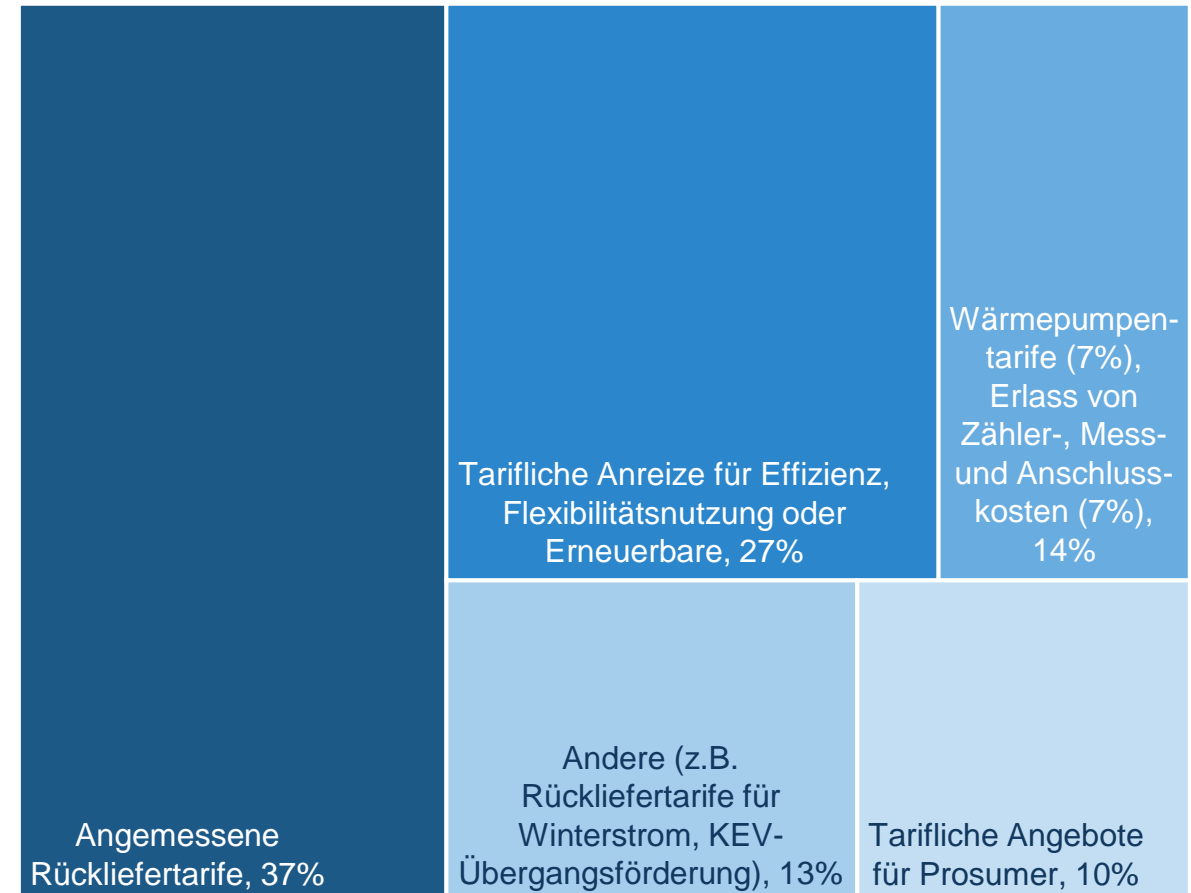 Angemessene
Rückliefertarife, 37%
Tarifliche Anreize für Effizienz,
Flexibilitätsnutzung oder
Erneuerbare, 27%
Wärmepumpen-
tarife (7%),
Erlass von
Zähler-, Mess-
und Anschluss-
kosten (7%),
14%
Andere (z.B.
Rückliefertarife für
Winterstrom, KEV-
Übergangsförderung), 13%
Tarifliche Angebote
für Prosumer, 10%